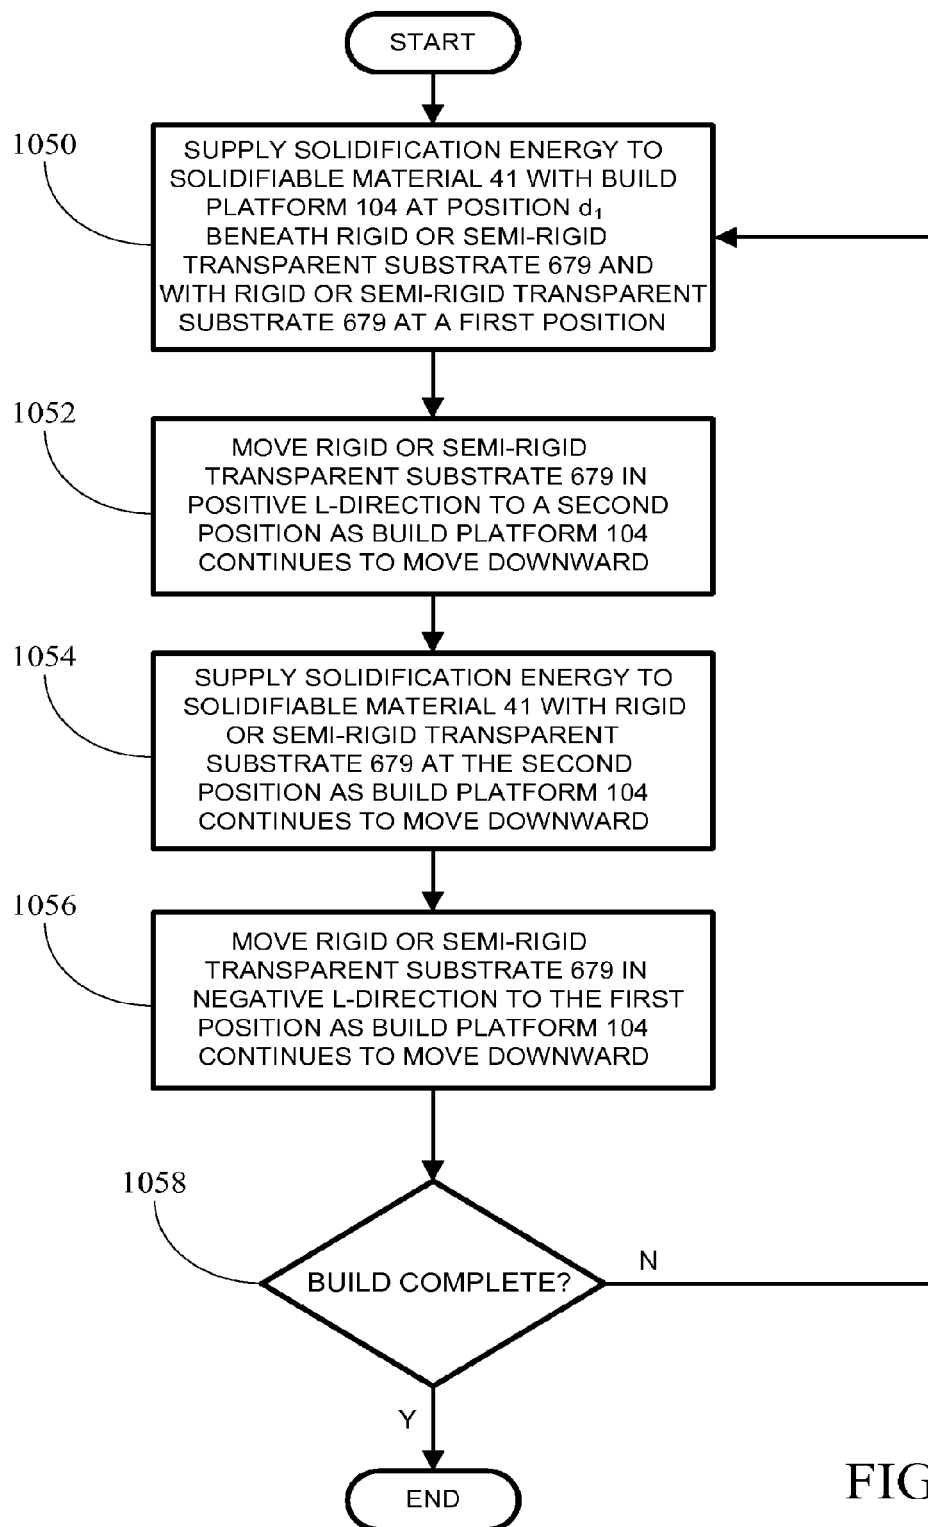 START
1050
SUPPLY SOLIDIFICATION ENERGY TO
SOLIDIFIABLE MATERIAL 41 WITH BUILD
PLATFORM 104 AT POSITION d₁
BENEATH RIGID OR SEMI-RIGID
TRANSPARENT SUBSTRATE 679 AND
WITH RIGID OR SEMI-RIGID TRANSPARENT
SUBSTRATE 679 AT A FIRST POSITION
1052
MOVE RIGID OR SEMI-RIGID
TRANSPARENT SUBSTRATE 679 IN
POSITIVE L-DIRECTION TO A SECOND
POSITION AS BUILD PLATFORM 104
CONTINUES TO MOVE DOWNWARD
1054
SUPPLY SOLIDIFICATION ENERGY TO
SOLIDIFIABLE MATERIAL 41 WITH RIGID
OR SEMI-RIGID TRANSPARENT
SUBSTRATE 679 AT THE SECOND
POSITION AS BUILD PLATFORM 104
CONTINUES TO MOVE DOWNWARD
1056
MOVE RIGID OR SEMI-RIGID
TRANSPARENT SUBSTRATE 679 IN
NEGATIVE L-DIRECTION TO THE FIRST
POSITION AS BUILD PLATFORM 104
CONTINUES TO MOVE DOWNWARD
1058
BUILD COMPLETE?
N
Y
END
FIG